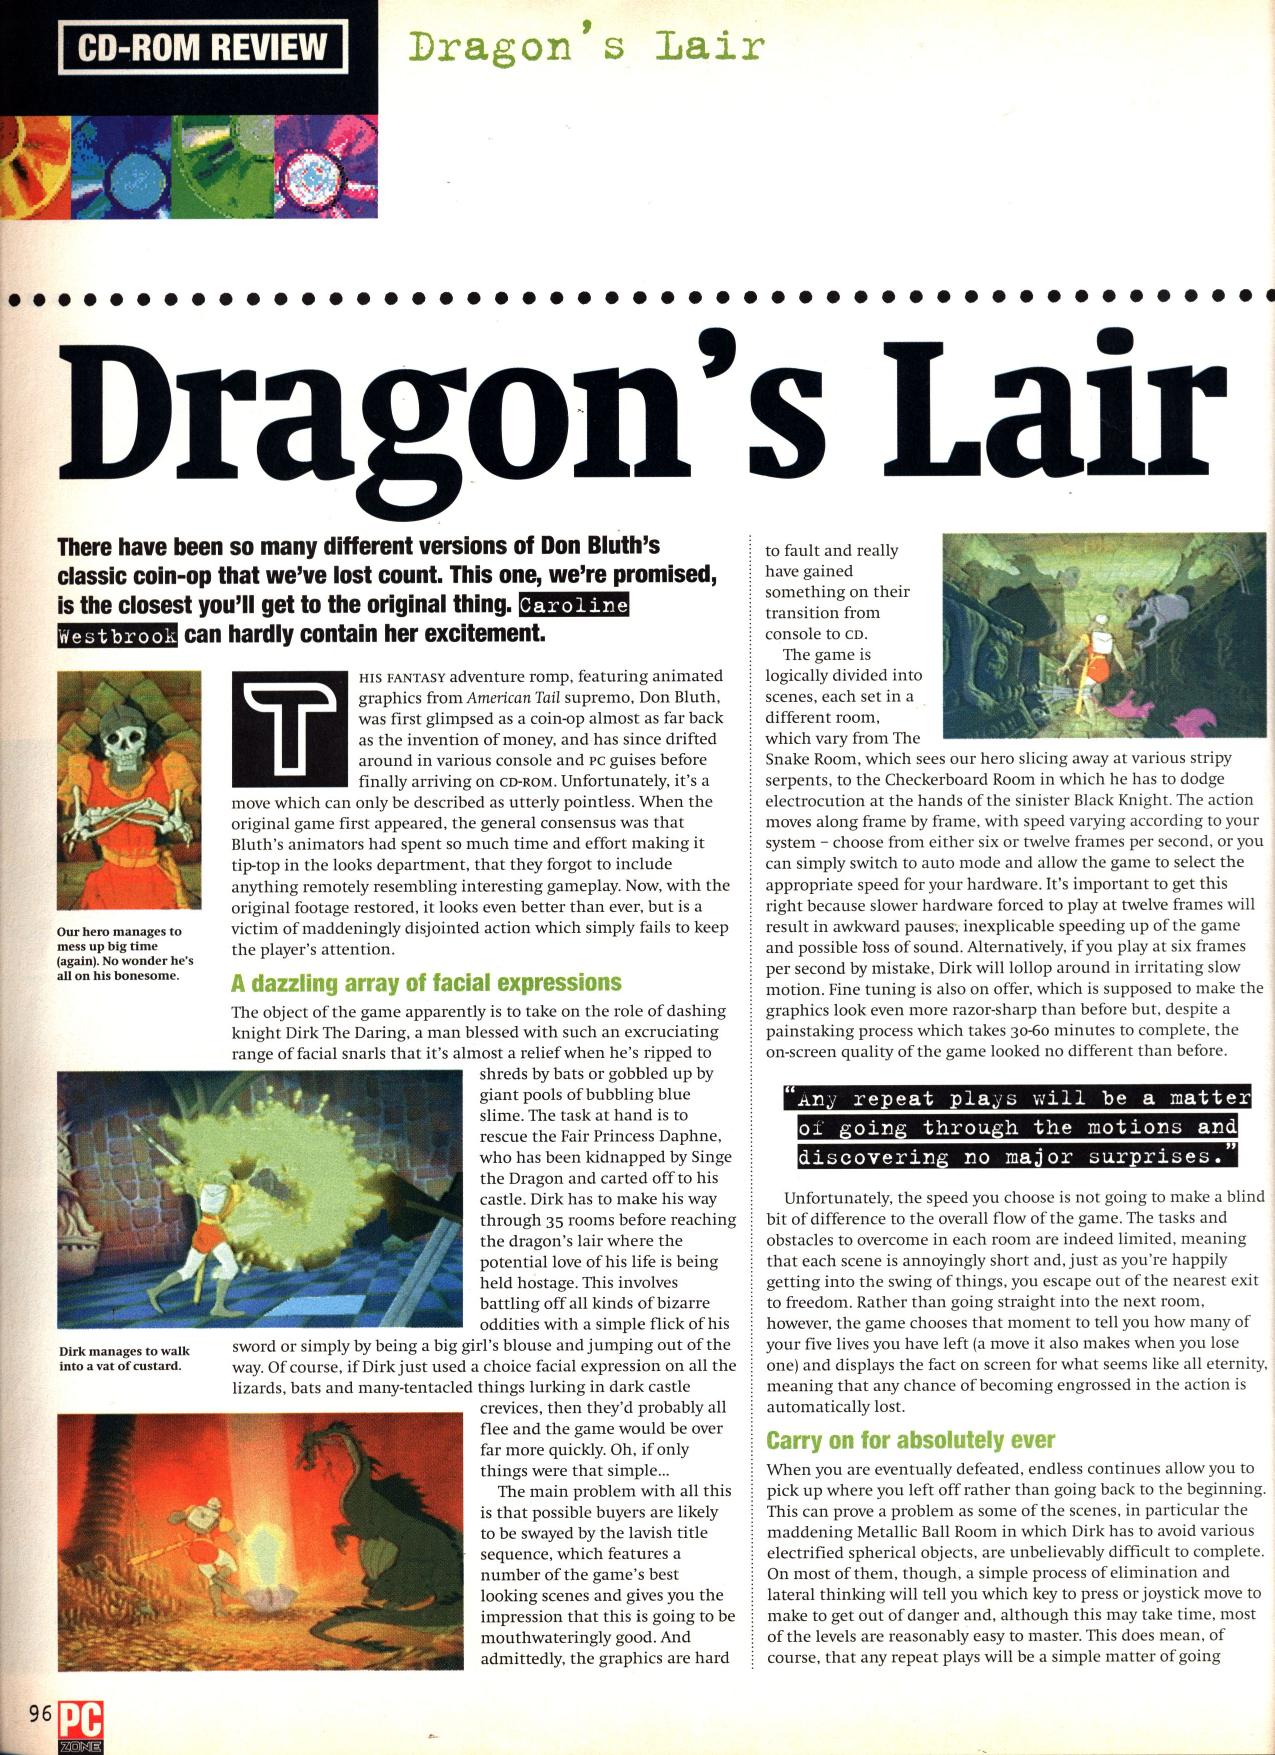 CD-ROM REVIEW
Dragon's Lair
Dragon's Lair
There have been so many different versions of Don Bluth's
classic coin-op that we've lost count. This one, we're promised,
is the closest you'll get to the original thing. Caroline
Westbrook can hardly contain her excitement.
Our hero manages to
mess up big time
(again). No wonder he's
all on his bonesome.
THIS FANTASY adventure romp, featuring animated
graphics from American Tail supremo, Don Bluth,
was first glimpsed as a coin-op almost as far back
as the invention of money, and has since drifted
around in various console and PC guises before
finally arriving on CD-ROM. Unfortunately, it's a
move which can only be described as utterly pointless. When the
original game first appeared, the general consensus was that
Bluth's animators had spent so much time and effort making it
tip-top in the looks department, that they forgot to include
anything remotely resembling interesting gameplay. Now, with the
original footage restored, it looks even better than ever, but is a
victim of maddeningly disjointed action which simply fails to keep
the player's attention.
A dazzling array of facial expressions
The object of the game apparently is to take on the role of dashing
knight Dirk The Daring, a man blessed with such an excruciating
range of facial snarls that it's almost a relief when he's ripped to
shreds by bats or gobbled up by
giant pools of bubbling blue
slime. The task at hand is to
rescue the Fair Princess Daphne,
who has been kidnapped by Singe
the Dragon and carted off to his
castle. Dirk has to make his way
through 35 rooms before reaching
the dragon's lair where the
potential love of his life is being
held hostage. This involves
battling off all kinds of bizarre
oddities with a simple flick of his
sword or simply by being a big girl's blouse and jumping out of the
way. Of course, if Dirk just used a choice facial expression on all the
lizards, bats and many-tentacled things lurking in dark castle
crevices, then they'd probably all
flee and the game would be over
far more quickly. Oh, if only
things were that simple...
The main problem with all this
is that possible buyers are likely
to be swayed by the lavish title
sequence, which features a
number of the game's best
looking scenes and gives you the
impression that this is going to be
mouthwateringly good. And
admittedly, the graphics are hard
Dirk manages to walk
into a vat of custard.
to fault and really
have gained
something on their
transition from
console to CD.
The game is
logically divided into
scenes, each set in a
different room,
which vary from The
Snake Room, which sees our hero slicing away at various stripy
serpents, to the Checkerboard Room in which he has to dodge
electrocution at the hands of the sinister Black Knight. The action
moves along frame by frame, with speed varying according to your
system – choose from either six or twelve frames per second, or you
can simply switch to auto mode and allow the game to select the
appropriate speed for your hardware. It's important to get this
right because slower hardware forced to play at twelve frames will
result in awkward pauses, inexplicable speeding up of the game
and possible loss of sound. Alternatively, if you play at six frames
per second by mistake, Dirk will lollop around in irritating slow
motion. Fine tuning is also on offer, which is supposed to make the
graphics look even more razor-sharp than before but, despite a
painstaking process which takes 30-60 minutes to complete, the
on-screen quality of the game looked no different than before.
"Any repeat plays will be a matter
of going through the motions and
discovering no major surprises."
Unfortunately, the speed you choose is not going to make a blind
bit of difference to the overall flow of the game. The tasks and
obstacles to overcome in each room are indeed limited, meaning
that each scene is annoyingly short and, just as you're happily
getting into the swing of things, you escape out of the nearest exit
to freedom. Rather than going straight into the next room,
however, the game chooses that moment to tell you how many of
your five lives you have left (a move it also makes when you lose
one) and displays the fact on screen for what seems like all eternity,
meaning that any chance of becoming engrossed in the action is
automatically lost.
Carry on for absolutely ever
When you are eventually defeated, endless continues allow you to
pick up where you left off rather than going back to the beginning.
This can prove a problem as some of the scenes, in particular the
maddening Metallic Ball Room in which Dirk has to avoid various
electrified spherical objects, are unbelievably difficult to complete.
On most of them, though, a simple process of elimination and
lateral thinking will tell you which key to press or joystick move to
make to get out of danger and, although this may take time, most
of the levels are reasonably easy to master. This does mean, of
course, that any repeat plays will be a simple matter of going
96 PC
ZONE